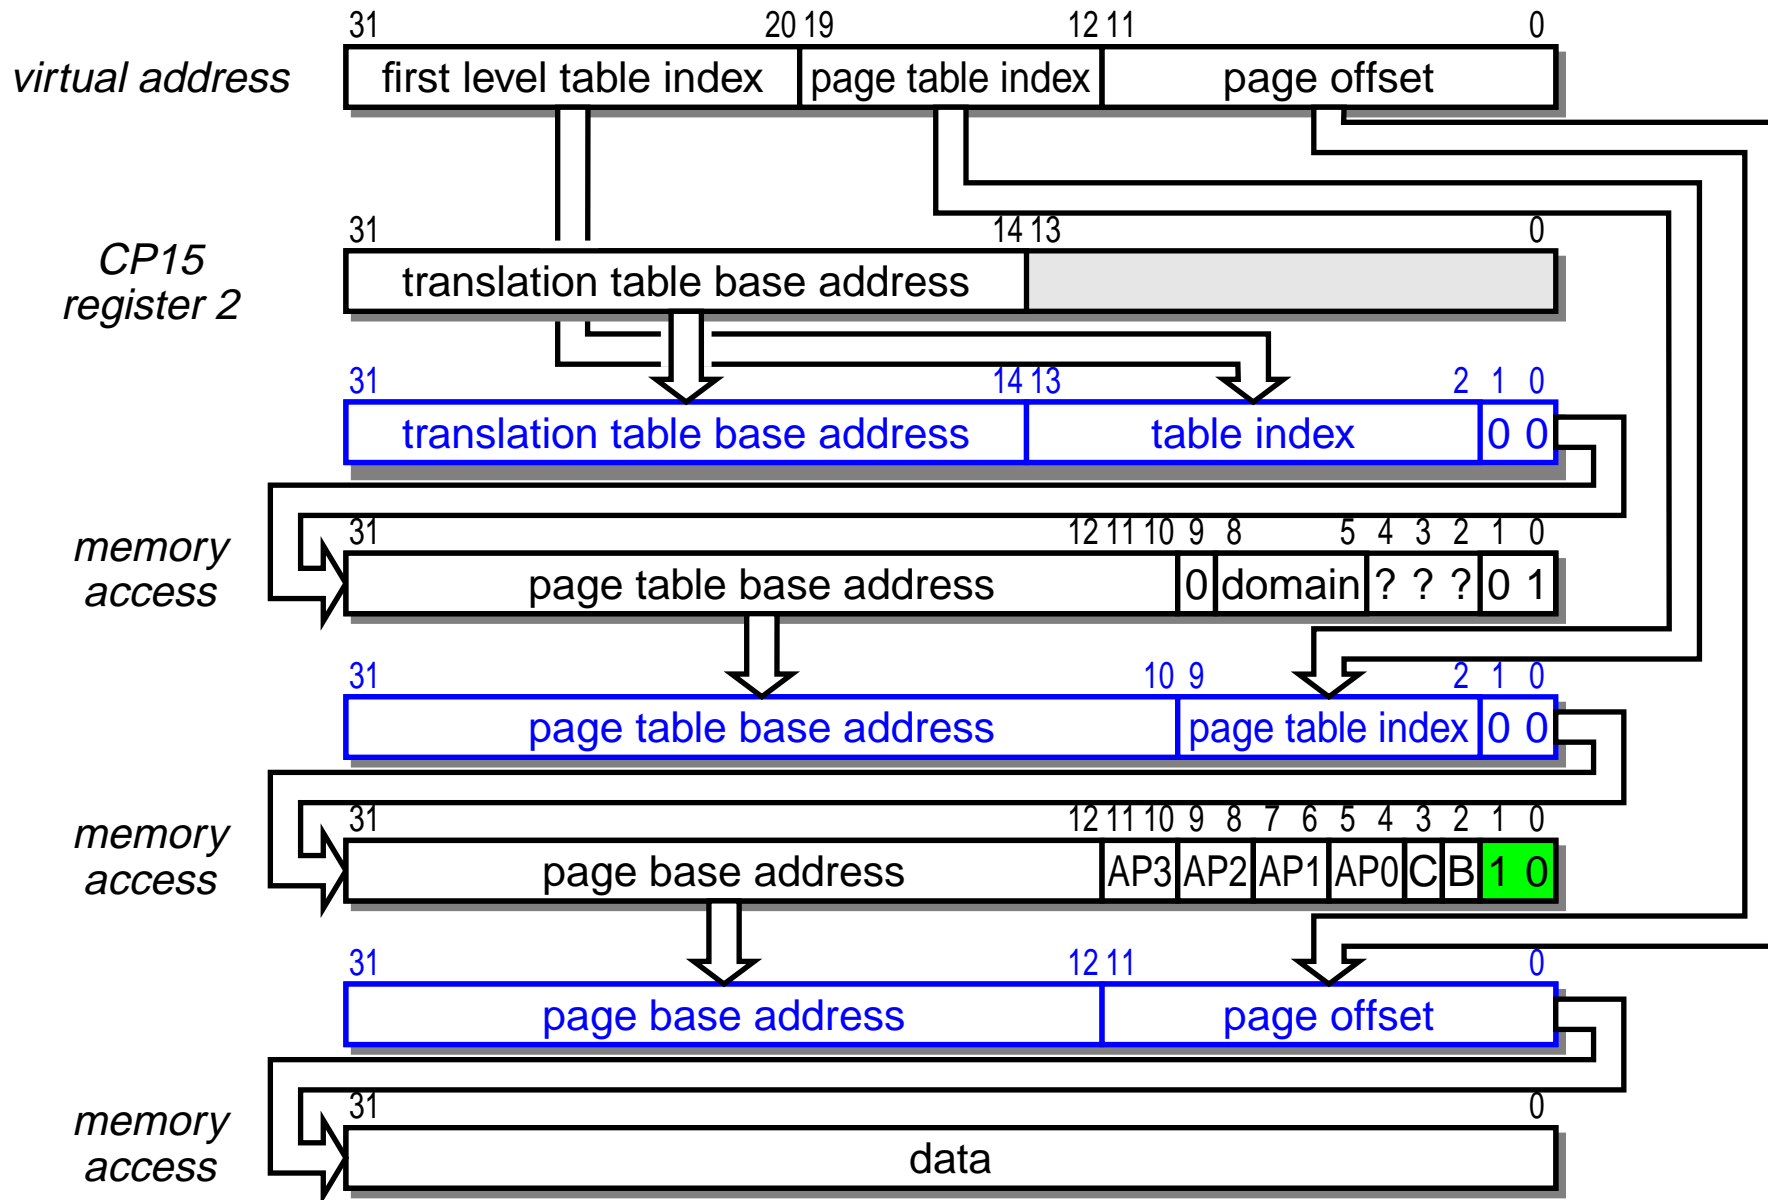 31 20 19 12 11 0
virtual address first level table index page table index page offset
31 14 13 0
CP15
register 2
translation table base address
31 14 13 2 1 0
translation table base address table index 0 0
31 12 11 10 9 8 5 4 3 2 1 0
memory
access
page table base address 0 domain ? ? ? 0 1
31 10 9 2 1 0
page table base address page table index 0 0
31 12 11 10 9 8 7 6 5 4 3 2 1 0
memory
access
page base address AP3 AP2 AP1 AP0 C B 1 0
31 12 11 0
page base address page offset
31 0
memory
access
data